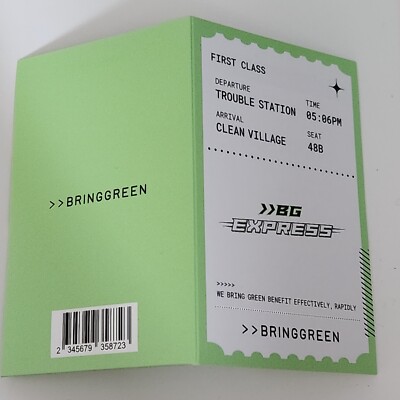 >>BRINGGREEN
2 345679 358723
FIRST CLASS
DEPARTURE
TROUBLE STATION
TIME
05:06PM
ARRIVAL
CLEAN VILLAGE
SEAT
48B
>>BG
EXPRESS
>>>>>
WE BRING GREEN BENEFIT EFFECTIVELY, RAPIDLY
>>BRINGGREEN